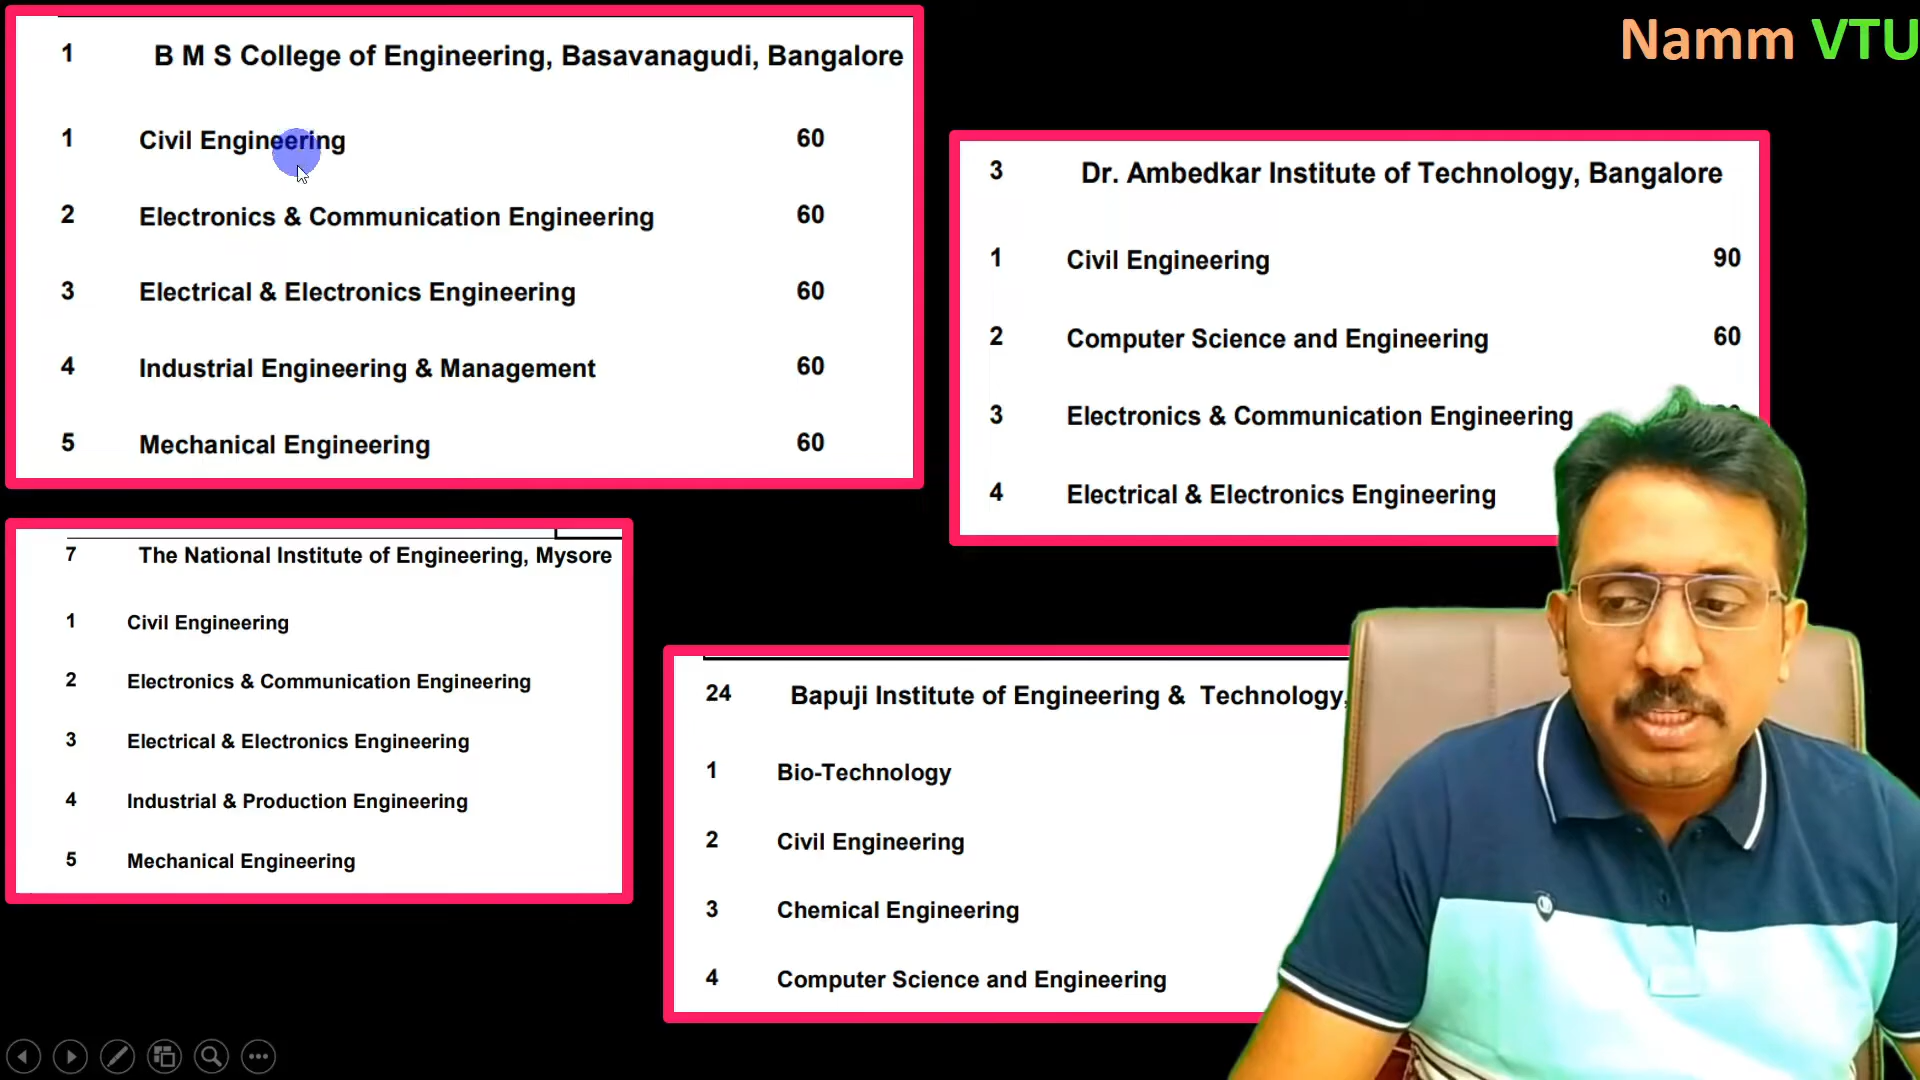 Namm VTU
1 B M S College of Engineering, Basavanagudi, Bangalore
1 Civil Engineering 60
2 Electronics & Communication Engineering 60
3 Electrical & Electronics Engineering 60
4 Industrial Engineering & Management 60
5 Mechanical Engineering 60
3 Dr. Ambedkar Institute of Technology, Bangalore
1 Civil Engineering 90
2 Computer Science and Engineering 60
3 Electronics & Communication Engineering
4 Electrical & Electronics Engineering
7 The National Institute of Engineering, Mysore
1 Civil Engineering
2 Electronics & Communication Engineering
3 Electrical & Electronics Engineering
4 Industrial & Production Engineering
5 Mechanical Engineering
24 Bapuji Institute of Engineering & Technology,
1 Bio-Technology
2 Civil Engineering
3 Chemical Engineering
4 Computer Science and Engineering